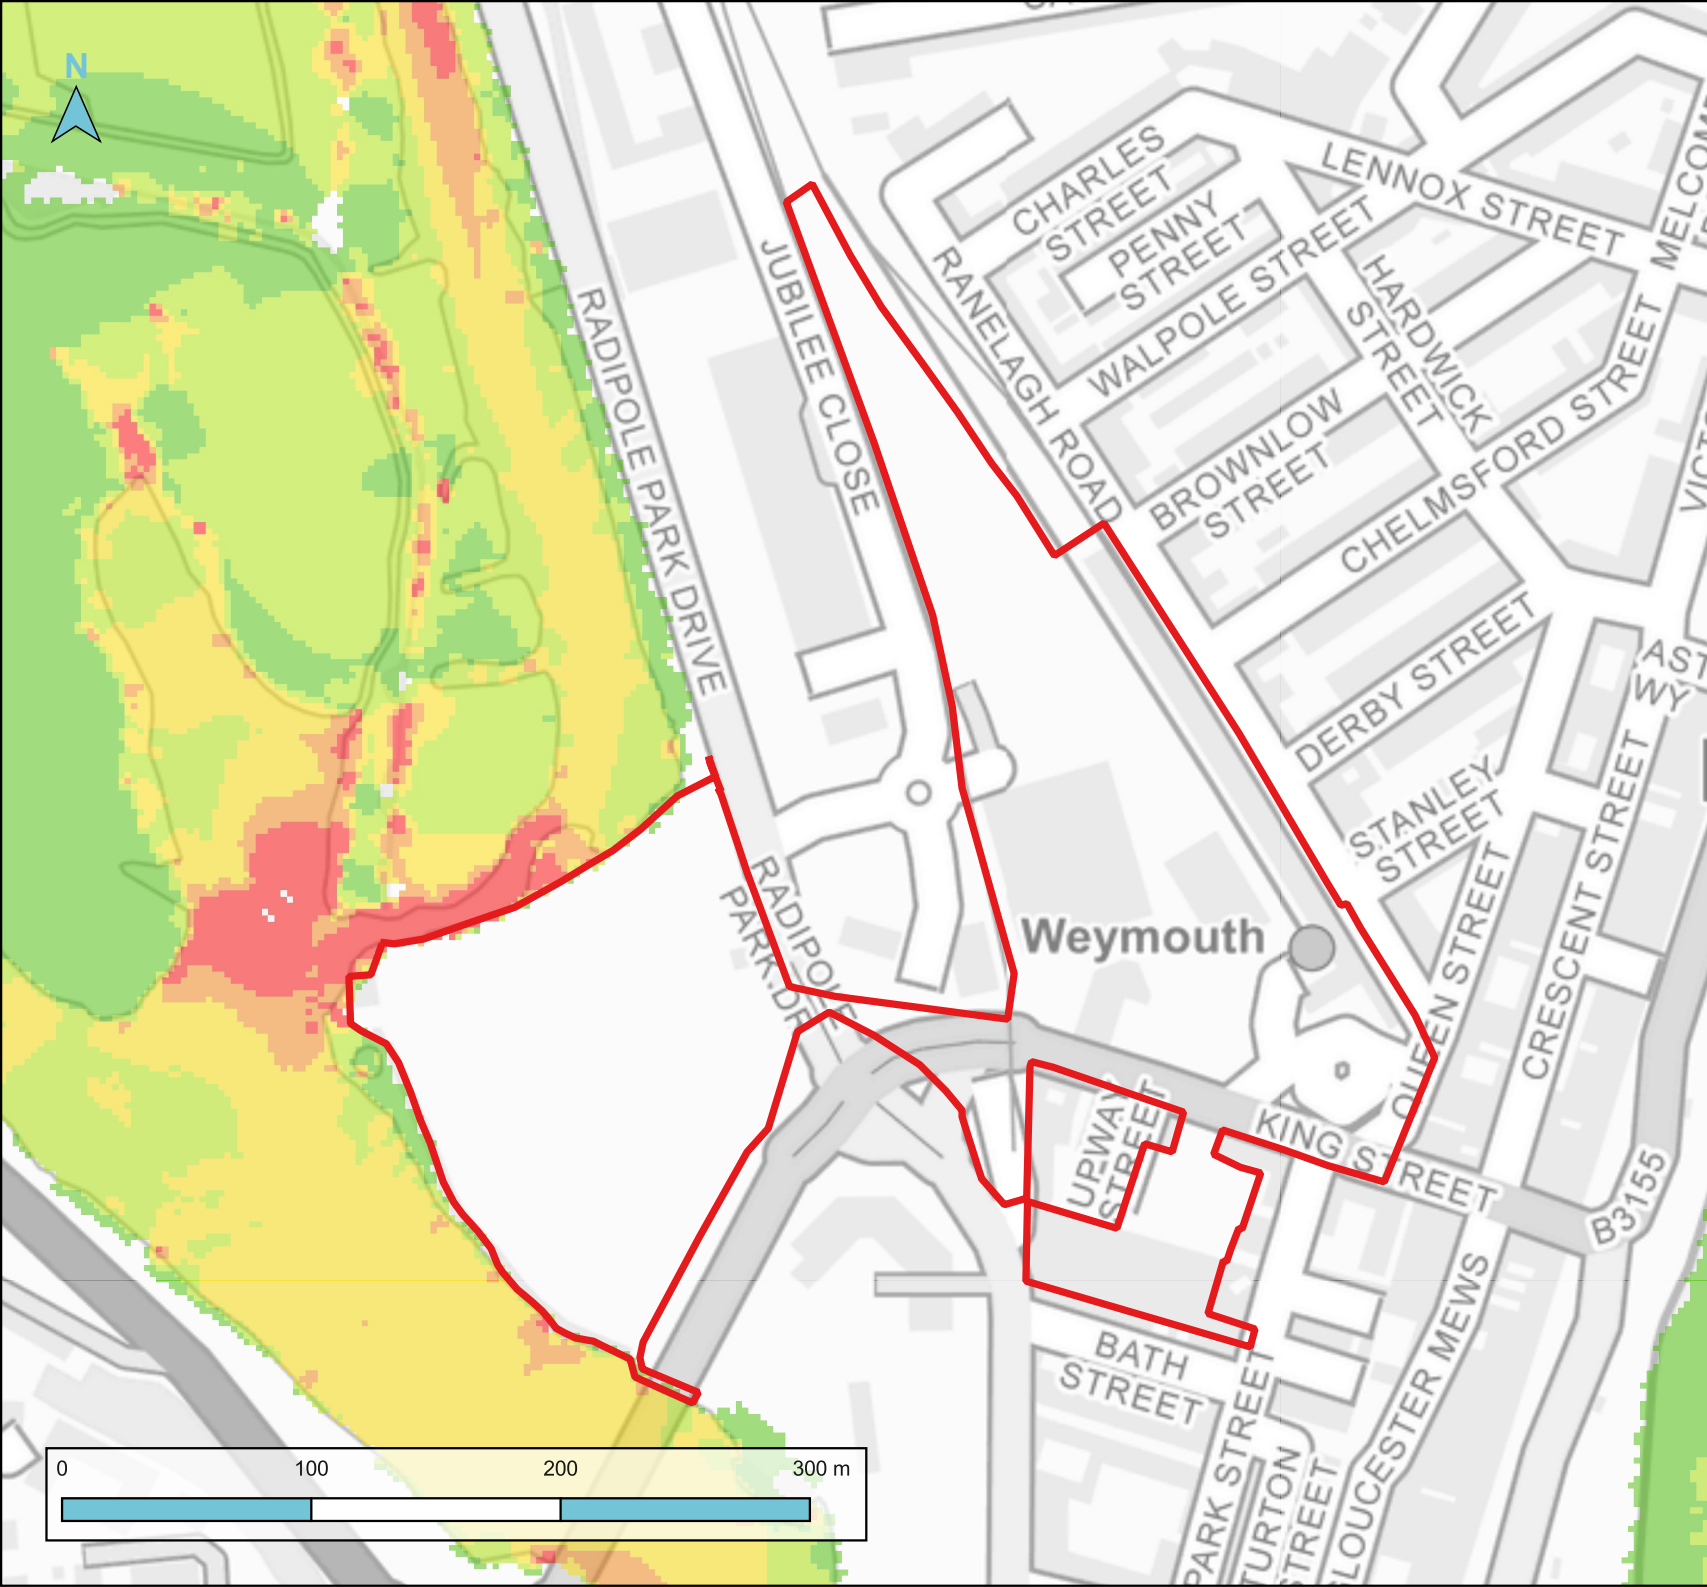 N
CHARLES
STREET
PENNY
STREET
LENNOX STREET
WALPOLE STREET
HARDWICK
STREET
RANELAGH ROAD
JUBILEE CLOSE
RADIPOLE PARK DRIVE
BROWNLOW
STREET
CHELMSFORD STREET
DERBY STREET
STANLEY
STREET
CRESCENT STREET
QUEEN STREET
RADIPOLE
PARK DR
Weymouth
UPWAY
STREET
KING STREET
B3155
BATH
STREET
PARK STREET
TURTON
STREET
GLOUCESTER MEWS
0 100 200 300 m